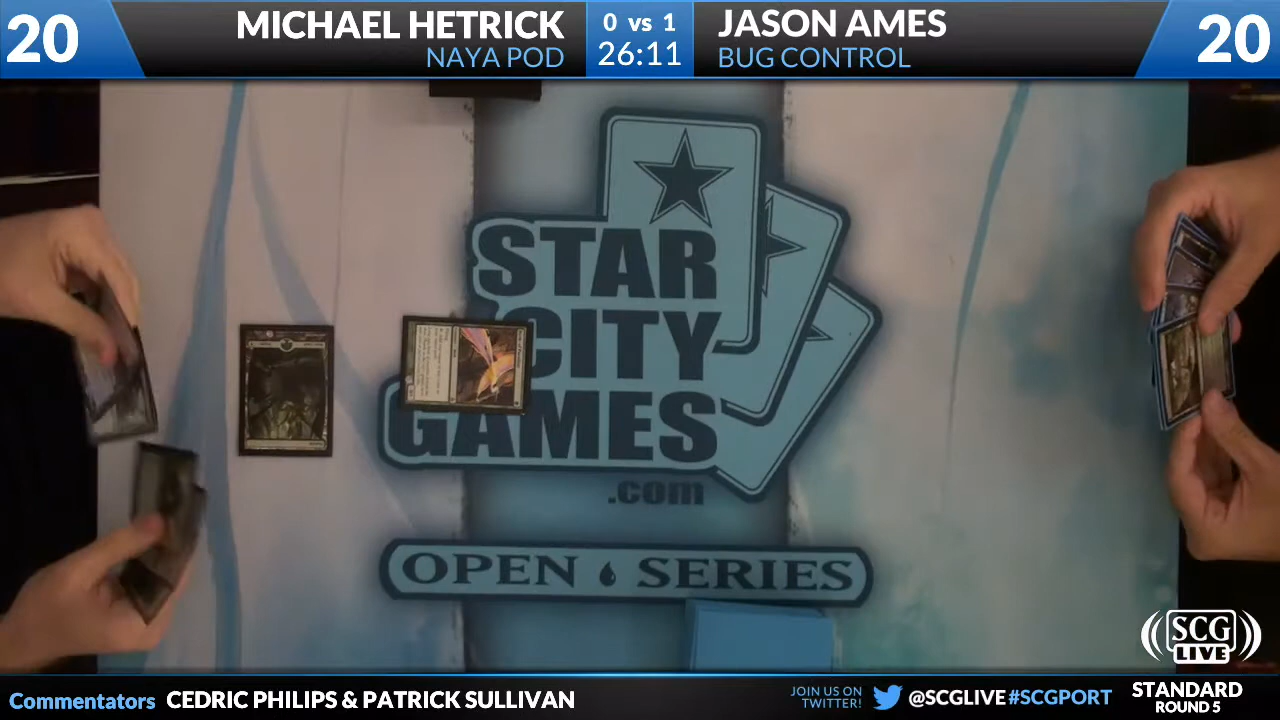 20
MICHAEL HETRICK
NAYA POD
0 vs 1
26:11
JASON AMES
BUG CONTROL
20
STAR
CITY
GAMES
.com
OPEN SERIES
SCG
LIVE
Commentators CEDRIC PHILIPS & PATRICK SULLIVAN
JOIN US ON
TWITTER!
@SCGLIVE #SCGPORT
STANDARD
ROUND 5